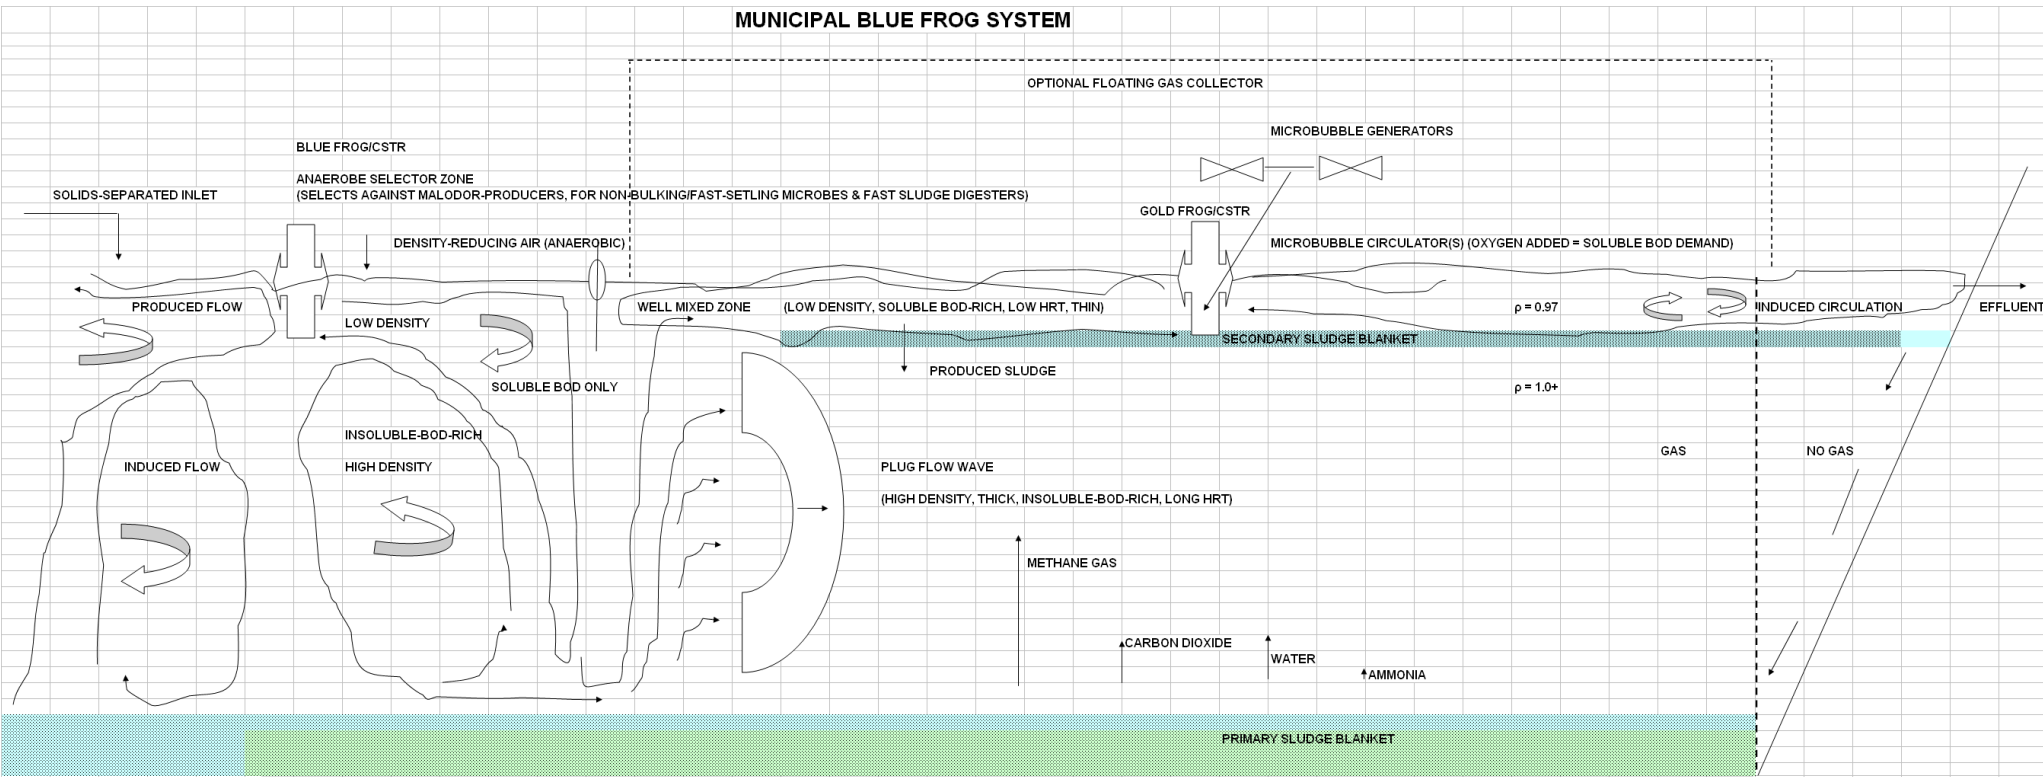 MUNICIPAL BLUE FROG SYSTEM
OPTIONAL FLOATING GAS COLLECTOR
MICROBUBBLE GENERATORS
BLUE FROG/CSTR
ANAEROBE SELECTOR ZONE
(SELECTS AGAINST MALODOR-PRODUCERS, FOR NON-BULKING/FAST-SETLING MICROBES & FAST SLUDGE DIGESTERS)
SOLIDS-SEPARATED INLET
GOLD FROG/CSTR
DENSITY-REDUCING AIR (ANAEROBIC)
MICROBUBBLE CIRCULATOR(S) (OXYGEN ADDED = SOLUBLE BOD DEMAND)
PRODUCED FLOW
WELL MIXED ZONE
(LOW DENSITY, SOLUBLE BOD-RICH, LOW HRT, THIN)
ρ = 0.97
INDUCED CIRCULATION
EFFLUENT
LOW DENSITY
SECONDARY SLUDGE BLANKET
PRODUCED SLUDGE
SOLUBLE BOD ONLY
ρ = 1.0+
INSOLUBLE-BOD-RICH
GAS
NO GAS
INDUCED FLOW
HIGH DENSITY
PLUG FLOW WAVE
(HIGH DENSITY, THICK, INSOLUBLE-BOD-RICH, LONG HRT)
METHANE GAS
CARBON DIOXIDE
WATER
AMMONIA
PRIMARY SLUDGE BLANKET